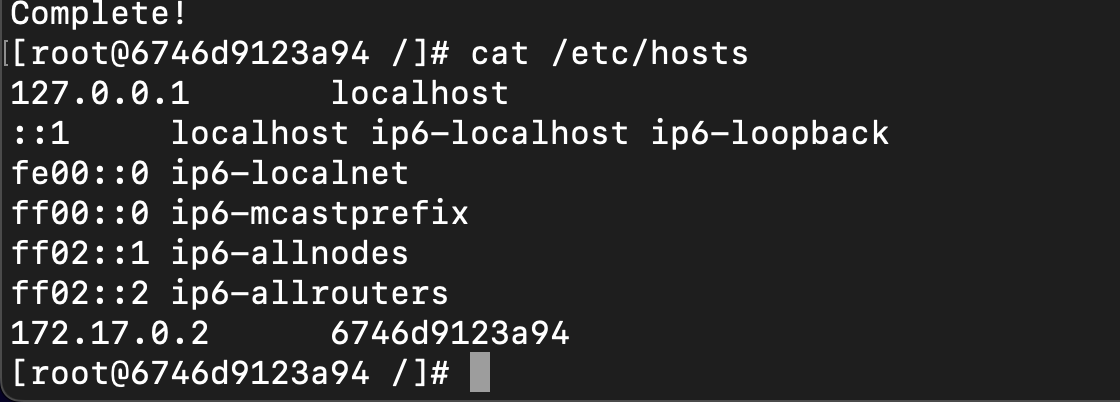 Complete!
[[root@6746d9123a94 /]# cat /etc/hosts
127.0.0.1       localhost
::1     localhost ip6-localhost ip6-loopback
fe00::0 ip6-localnet
ff00::0 ip6-mcastprefix
ff02::1 ip6-allnodes
ff02::2 ip6-allrouters
172.17.0.2      6746d9123a94
[root@6746d9123a94 /]#